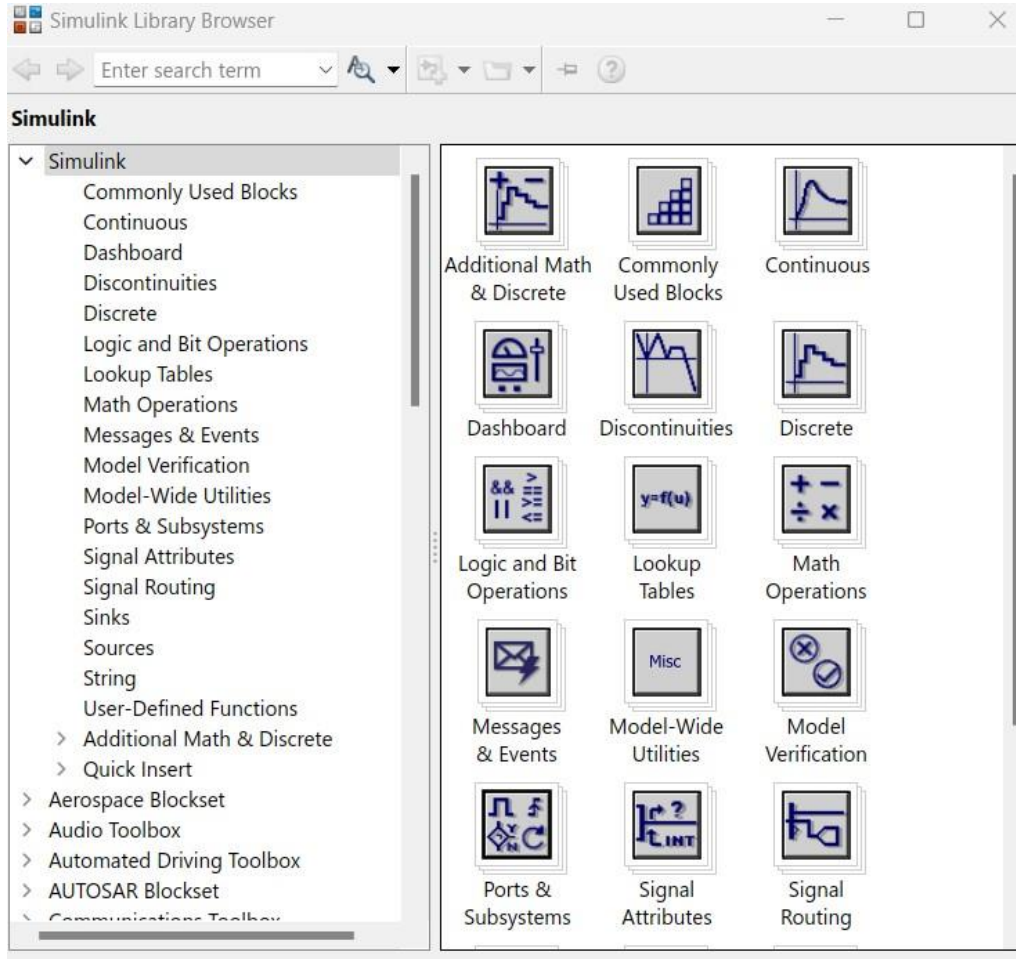 Simulink Library Browser
Enter search term
Simulink
Simulink
Commonly Used Blocks
Continuous
Dashboard
Discontinuities
Discrete
Logic and Bit Operations
Lookup Tables
Math Operations
Messages & Events
Model Verification
Model-Wide Utilities
Ports & Subsystems
Signal Attributes
Signal Routing
Sinks
Sources
String
User-Defined Functions
Additional Math & Discrete
Quick Insert
Aerospace Blockset
Audio Toolbox
Automated Driving Toolbox
AUTOSAR Blockset
Communications Toolbox
Additional Math
& Discrete
Commonly
Used Blocks
Continuous
Dashboard
Discontinuities
Discrete
&& >
|| ==
>=
<=
Logic and Bit
Operations
y=f(u)
Lookup
Tables
+ −
÷ ×
Math
Operations
Messages
& Events
Misc
Model-Wide
Utilities
Model
Verification
Y
N
Ports &
Subsystems
?
INT
Signal
Attributes
Signal
Routing